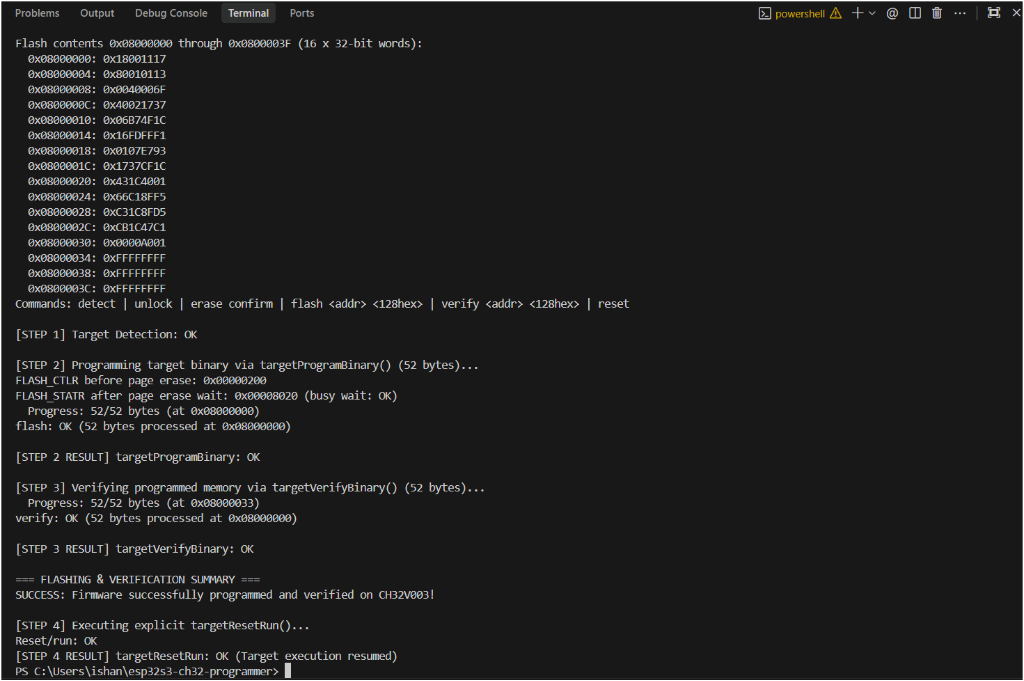 Problems Output Debug Console Terminal Ports powershell
Flash contents 0x08000000 through 0x0800003F (16 x 32-bit words):
0x08000000: 0x18001117
0x08000004: 0x80010113
0x08000008: 0x0040006F
0x0800000C: 0x40021737
0x08000010: 0x06B74F1C
0x08000014: 0x16FDFFF1
0x08000018: 0x0107E793
0x0800001C: 0x1737CF1C
0x08000020: 0x431C4001
0x08000024: 0x66C18FF5
0x08000028: 0xC31C8FD5
0x0800002C: 0xCB1C47C1
0x08000030: 0x0000A001
0x08000034: 0xFFFFFFFF
0x08000038: 0xFFFFFFFF
0x0800003C: 0xFFFFFFFF
Commands: detect | unlock | erase confirm | flash <addr> <128hex> | verify <addr> <128hex> | reset
[STEP 1] Target Detection: OK
[STEP 2] Programming target binary via targetProgramBinary() (52 bytes)...
FLASH_CTLR before page erase: 0x00000200
FLASH_STATR after page erase wait: 0x00008020 (busy wait: OK)
Progress: 52/52 bytes (at 0x08000000)
flash: OK (52 bytes processed at 0x08000000)
[STEP 2 RESULT] targetProgramBinary: OK
[STEP 3] Verifying programmed memory via targetVerifyBinary() (52 bytes)...
Progress: 52/52 bytes (at 0x08000033)
verify: OK (52 bytes processed at 0x08000000)
[STEP 3 RESULT] targetVerifyBinary: OK
=== FLASHING & VERIFICATION SUMMARY ===
SUCCESS: Firmware successfully programmed and verified on CH32V003!
[STEP 4] Executing explicit targetResetRun()...
Reset/run: OK
[STEP 4 RESULT] targetResetRun: OK (Target execution resumed)
PS C:\Users\ishan\esp32s3-ch32-programmer>